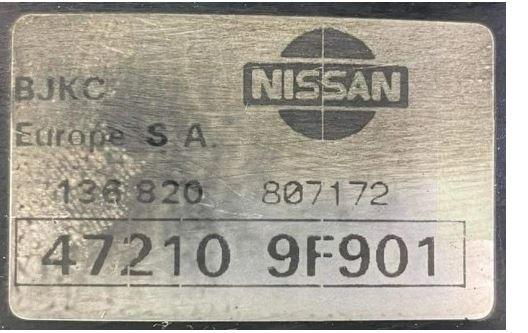 NISSAN
BJKC
Europe S A.
136 820 807172
47210 9F901